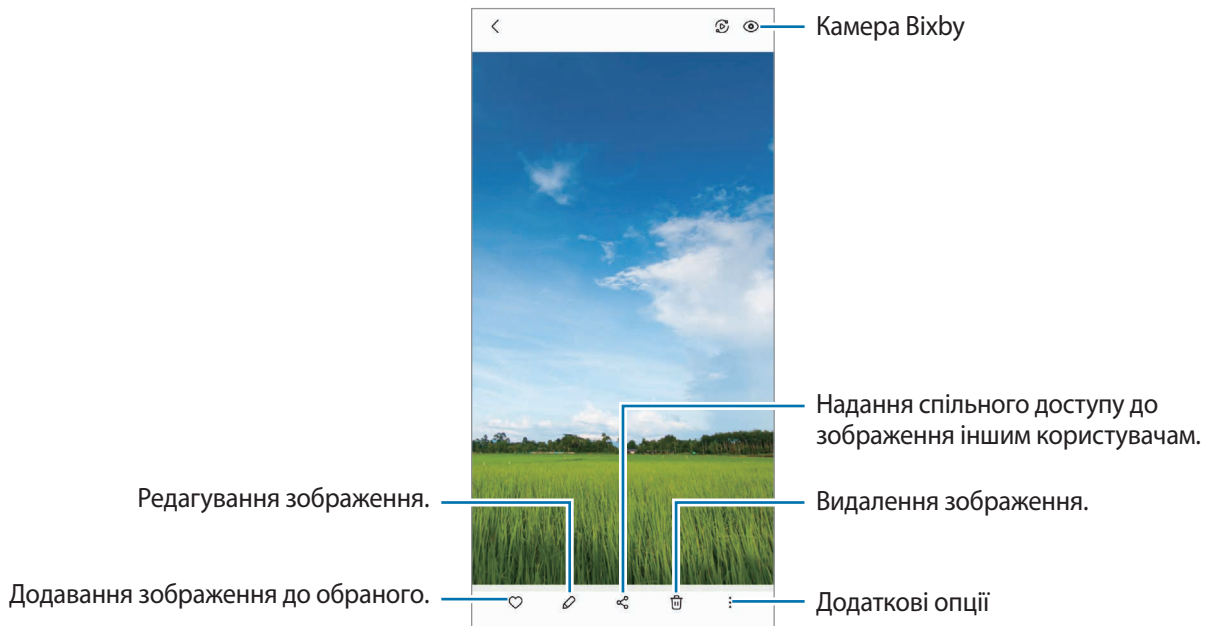 Камера Bixby
Надання спільного доступу до
зображення іншим користувачам.
Редагування зображення.
Видалення зображення.
Додавання зображення до обраного.
Додаткові опції